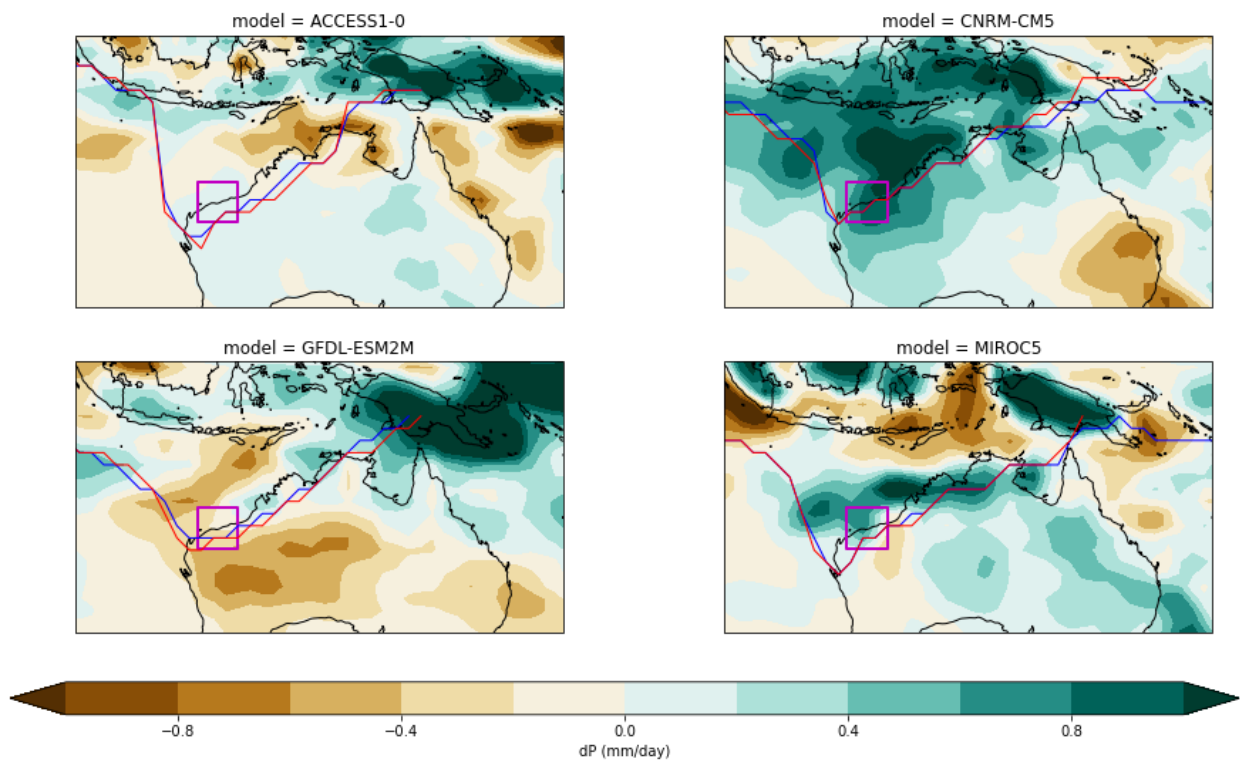 model = ACCESS1-0
model = CNRM-CM5
model = GFDL-ESM2M
model = MIROC5
−0.8 −0.4 0.0 0.4 0.8
dP (mm/day)